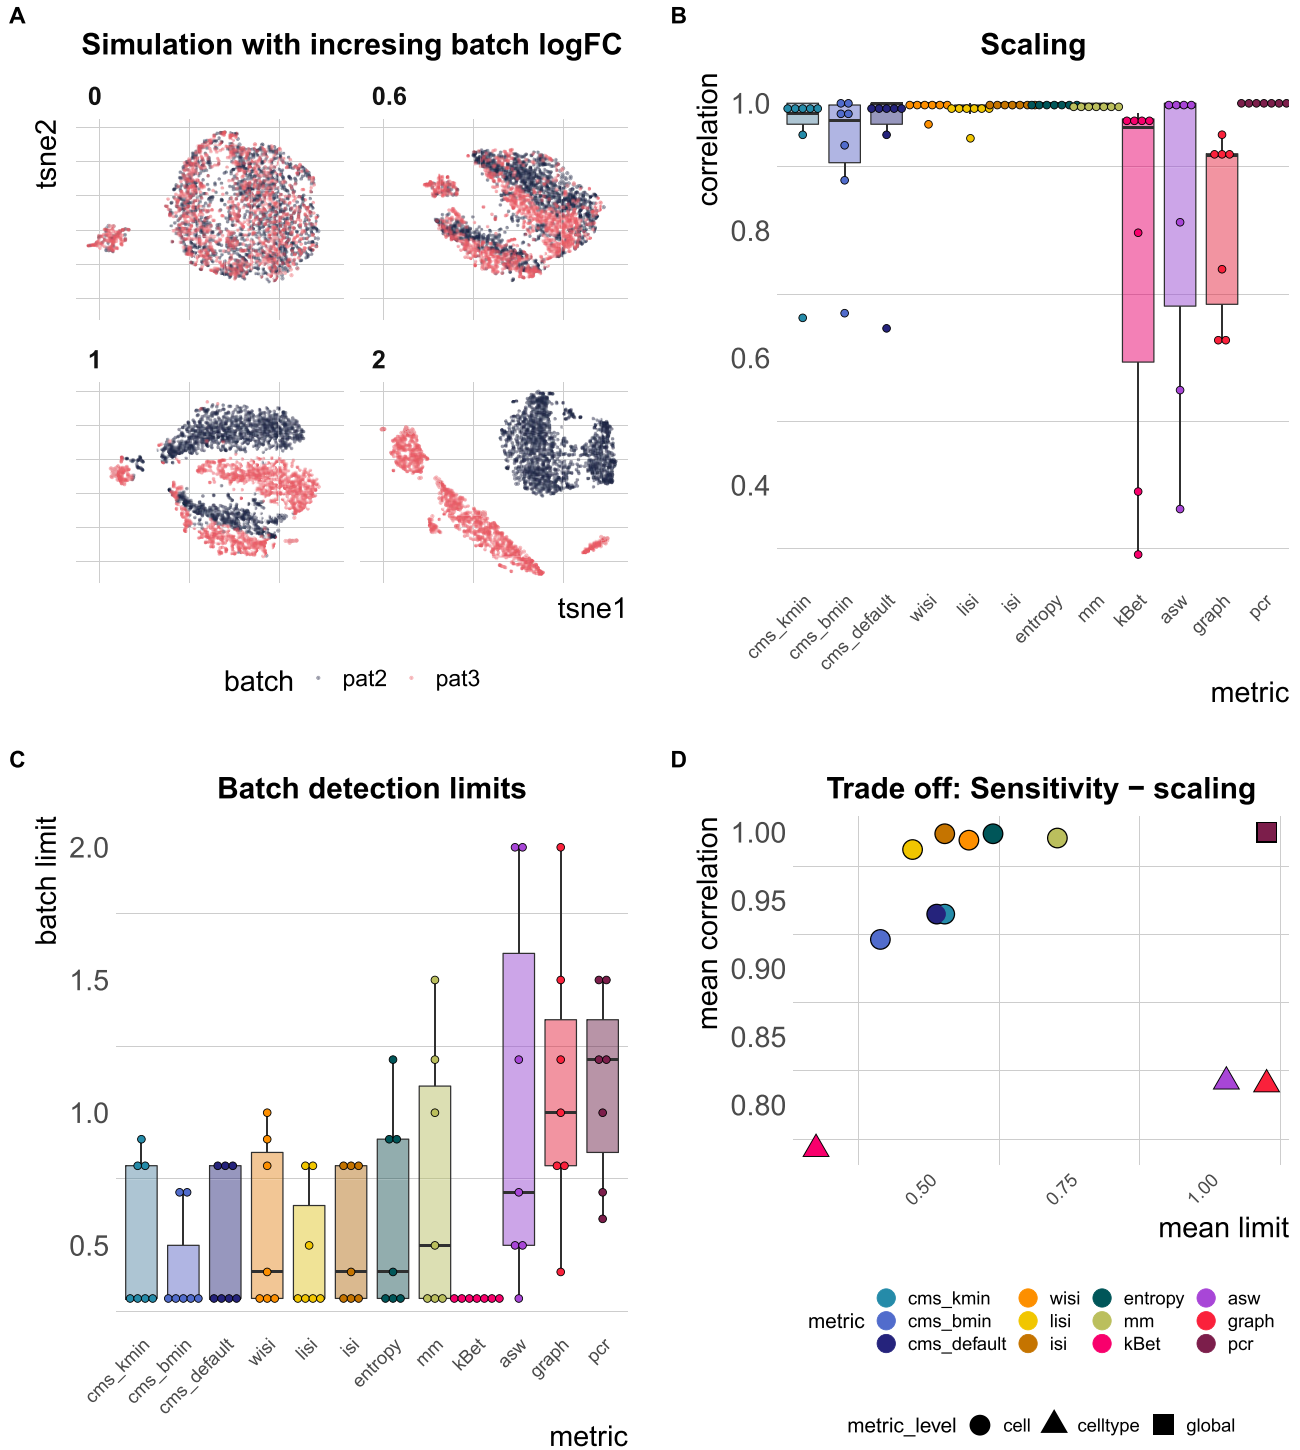 A
Simulation with incresing batch logFC
0
0.6
tsne2
1
2
tsne1
batch
pat2
pat3
B
Scaling
correlation
1.0
0.8
0.6
0.4
cms_kmin
cms_bmin
cms_default
wisi
lisi
isi
entropy
mm
kBet
asw
graph
pcr
metric
C
Batch detection limits
batch limit
2.0
1.5
1.0
0.5
cms_kmin
cms_bmin
cms_default
wisi
lisi
isi
entropy
mm
kBet
asw
graph
pcr
metric
D
Trade off: Sensitivity − scaling
mean correlation
1.00
0.95
0.90
0.85
0.80
0.50
0.75
1.00
mean limit
metric
cms_kmin
cms_bmin
cms_default
wisi
lisi
isi
entropy
mm
kBet
asw
graph
pcr
metric_level
cell
celltype
global